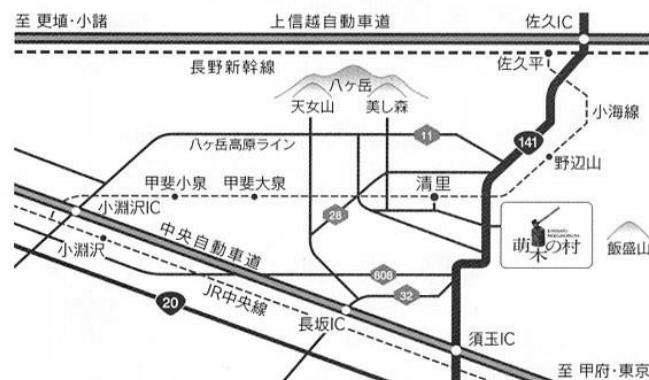 至 更埴・小諸
上信越自動車道
佐久IC
長野新幹線
佐久平
八ヶ岳
天女山
美し森
小海線
八ヶ岳高原ライン
11
141
野辺山
甲斐小泉
甲斐大泉
清里
小淵沢IC
28
萌木の村
飯盛山
小淵沢
中央自動車道
608
20
JR中央線
32
長坂IC
須玉IC
至 甲府・東京